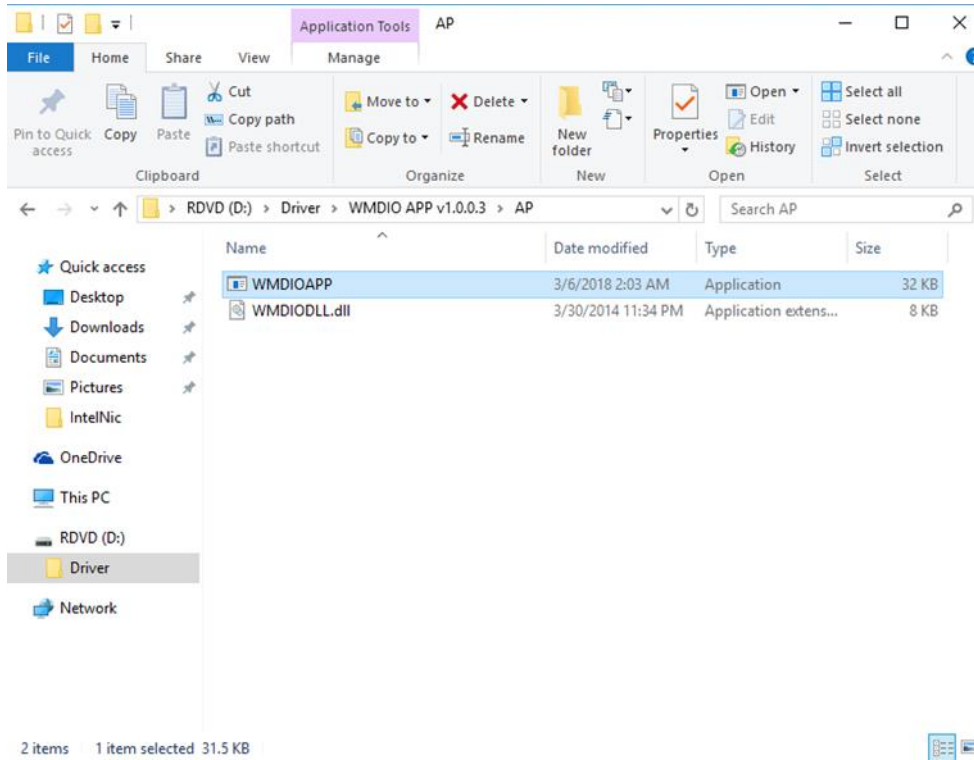 Application Tools AP
File Home Share View Manage
Pin to Quick access
Copy
Paste
Cut
Copy path
Paste shortcut
Clipboard
Move to
Copy to
Delete
Rename
Organize
New folder
New
Properties
Open
Edit
History
Open
Select all
Select none
Invert selection
Select
RDVD (D:) > Driver > WMDIO APP v1.0.0.3 > AP
Search AP
Quick access
Desktop
Downloads
Documents
Pictures
IntelNic
OneDrive
This PC
RDVD (D:)
Driver
Network
Name Date modified Type Size
WMDIOAPP 3/6/2018 2:03 AM Application 32 KB
WMDIODLL.dll 3/30/2014 11:34 PM Application extens... 8 KB
2 items 1 item selected 31.5 KB